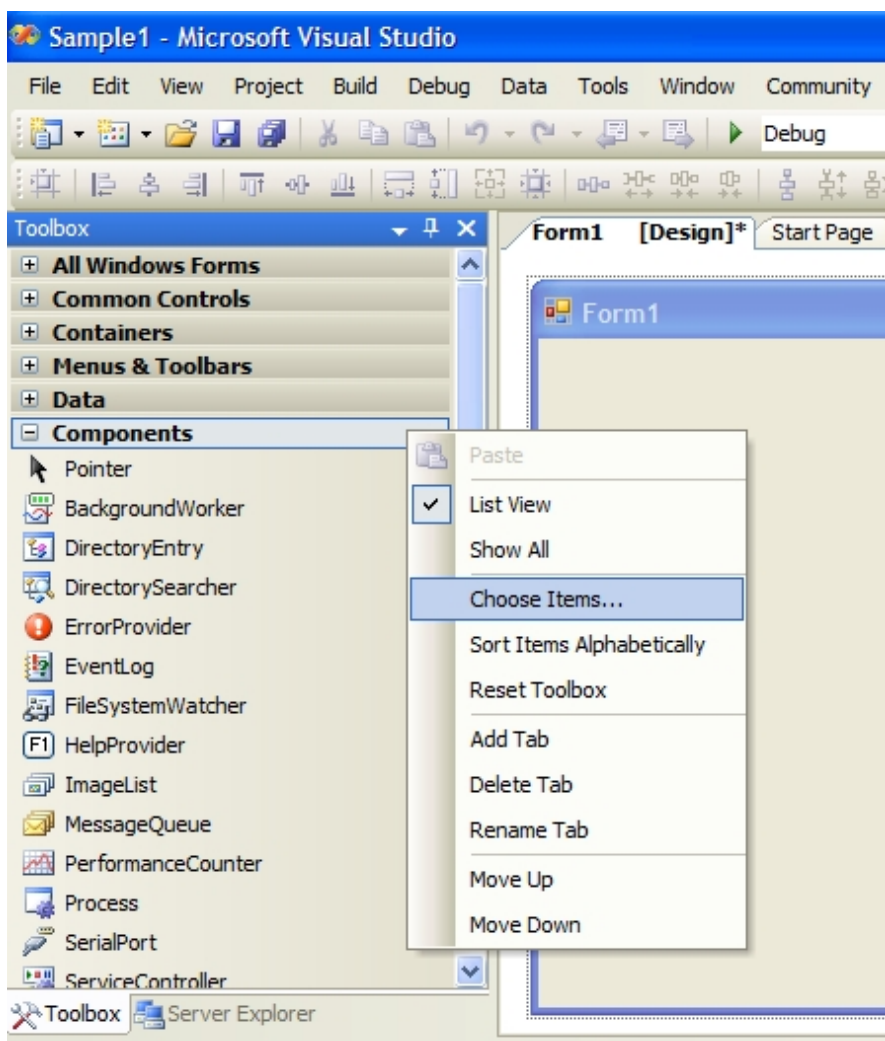 Sample1 - Microsoft Visual Studio
File Edit View Project Build Debug Data Tools Window Community
Debug
Toolbox
Form1 [Design]* Start Page
All Windows Forms
Common Controls
Containers
Menus & Toolbars
Data
Components
Pointer
BackgroundWorker
DirectoryEntry
DirectorySearcher
ErrorProvider
EventLog
FileSystemWatcher
F1 HelpProvider
ImageList
MessageQueue
PerformanceCounter
Process
SerialPort
ServiceController
Toolbox Server Explorer
Form1
Paste
List View
Show All
Choose Items...
Sort Items Alphabetically
Reset Toolbox
Add Tab
Delete Tab
Rename Tab
Move Up
Move Down